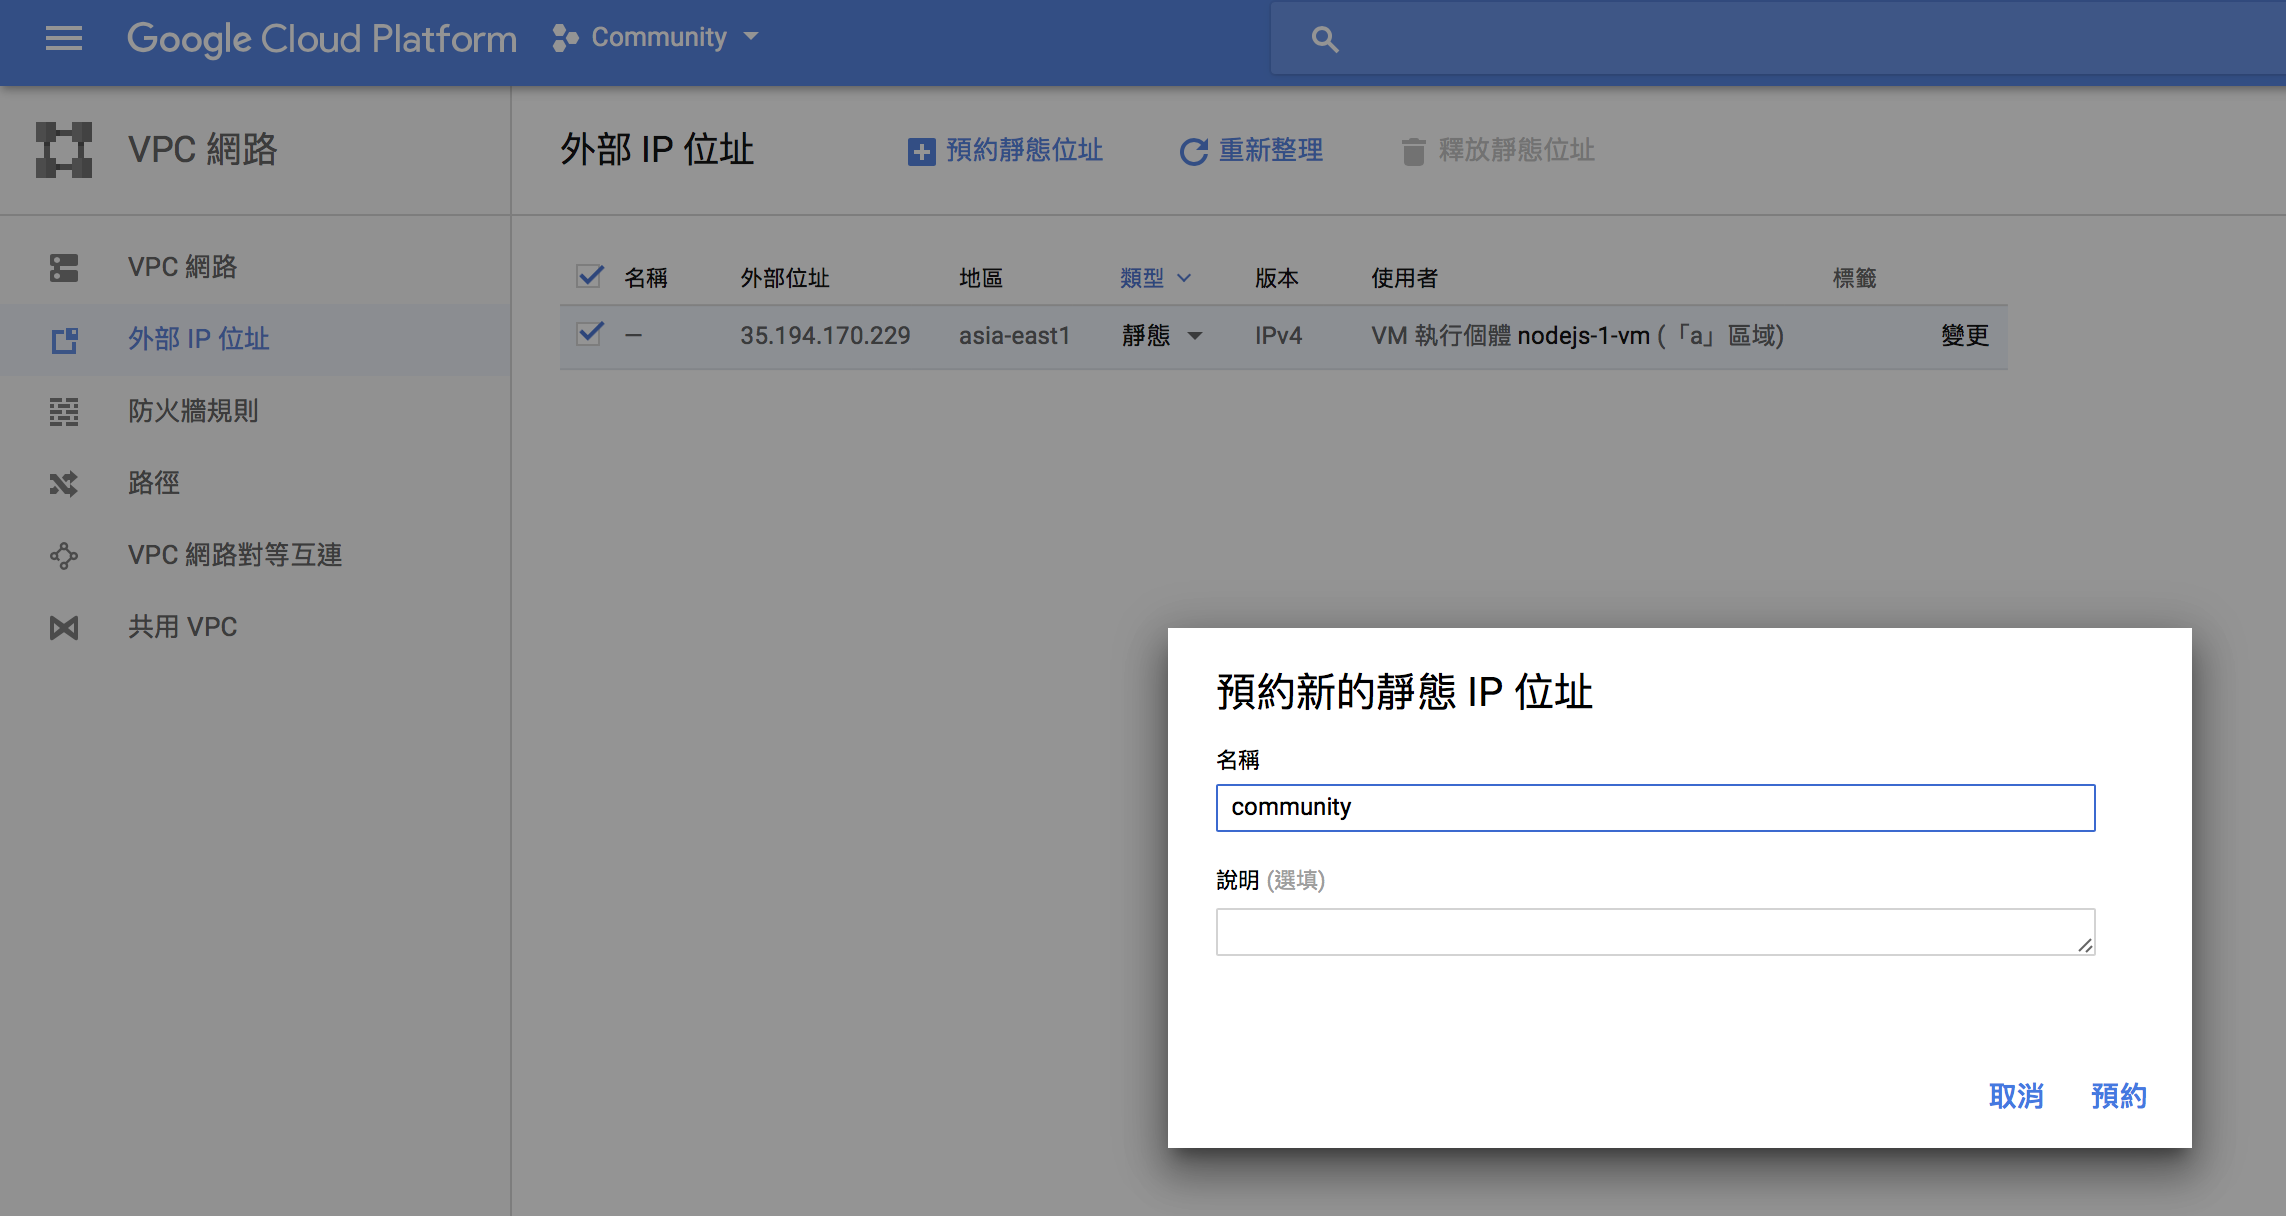 Google Cloud Platform Community
VPC 網路
外部 IP 位址 預約靜態位址 重新整理 釋放靜態位址
VPC 網路
外部 IP 位址
防火牆規則
路徑
VPC 網路對等互連
共用 VPC
名稱 外部位址 地區 類型 版本 使用者 標籤
— 35.194.170.229 asia-east1 靜態 IPv4 VM 執行個體 nodejs-1-vm (「a」區域) 變更
預約新的靜態 IP 位址
名稱
community
說明 (選填)
取消 預約